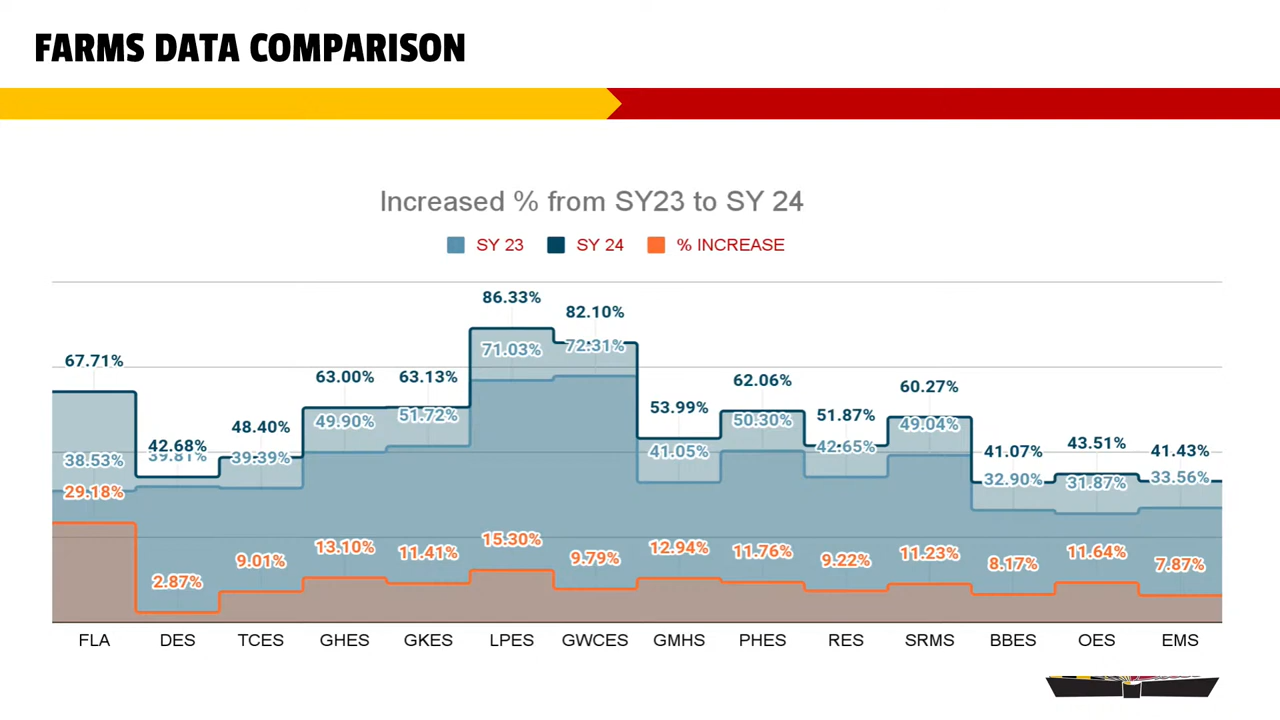 FARMS DATA COMPARISON
Increased % from SY23 to SY 24
SY 23 SY 24 % INCREASE
86.33%
82.10%
67.71% 63.00% 63.13% 71.03% 72.31% 62.06% 60.27%
42.68% 48.40% 49.90% 51.72% 53.99% 50.30% 51.87% 49.04% 41.07% 43.51% 41.43%
38.53% 39.81% 39.39% 41.05% 42.65% 32.90% 31.87% 33.56%
29.18% 2.87% 9.01% 13.10% 11.41% 15.30% 9.79% 12.94% 11.76% 9.22% 11.23% 8.17% 11.64% 7.87%
FLA DES TCES GHES GKES LPES GWCES GMHS PHES RES SRMS BBES OES EMS